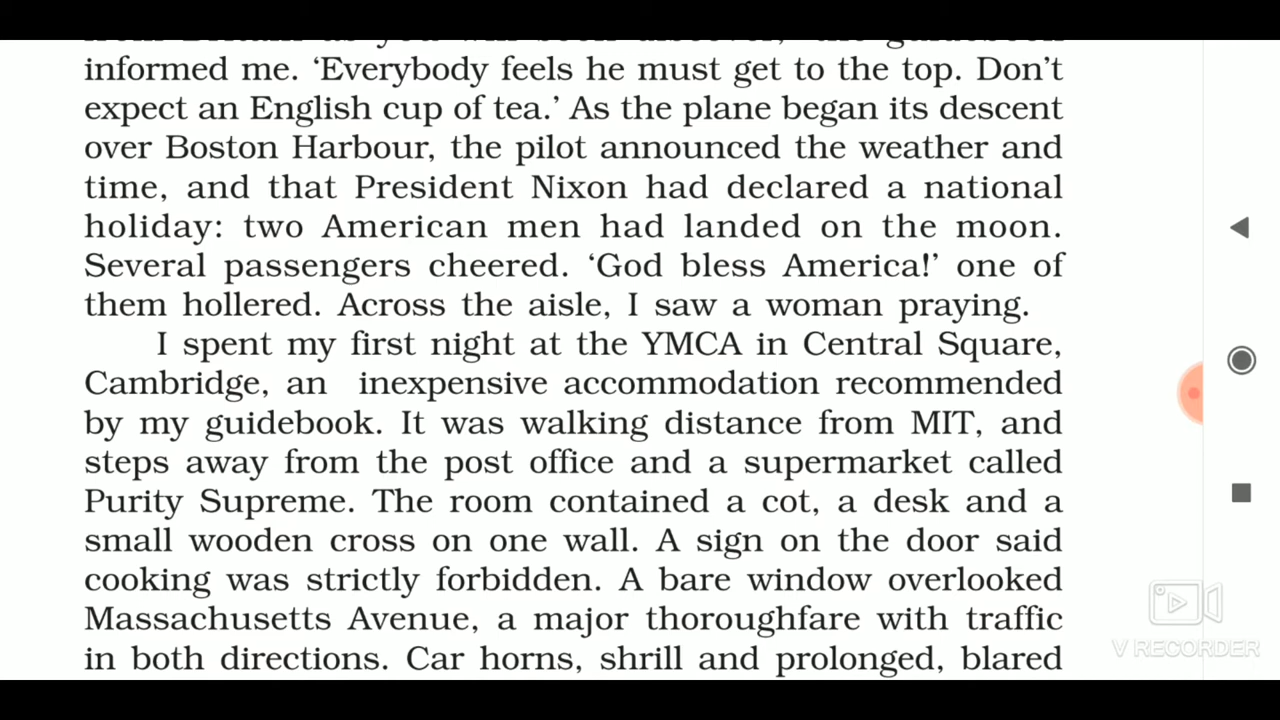 informed me. ‘Everybody feels he must get to the top. Don’t
expect an English cup of tea.’ As the plane began its descent
over Boston Harbour, the pilot announced the weather and
time, and that President Nixon had declared a national
holiday: two American men had landed on the moon.
Several passengers cheered. ‘God bless America!’ one of
them hollered. Across the aisle, I saw a woman praying.
I spent my first night at the YMCA in Central Square,
Cambridge, an inexpensive accommodation recommended
by my guidebook. It was walking distance from MIT, and
steps away from the post office and a supermarket called
Purity Supreme. The room contained a cot, a desk and a
small wooden cross on one wall. A sign on the door said
cooking was strictly forbidden. A bare window overlooked
Massachusetts Avenue, a major thoroughfare with traffic
in both directions. Car horns, shrill and prolonged, blared
V RECORDER